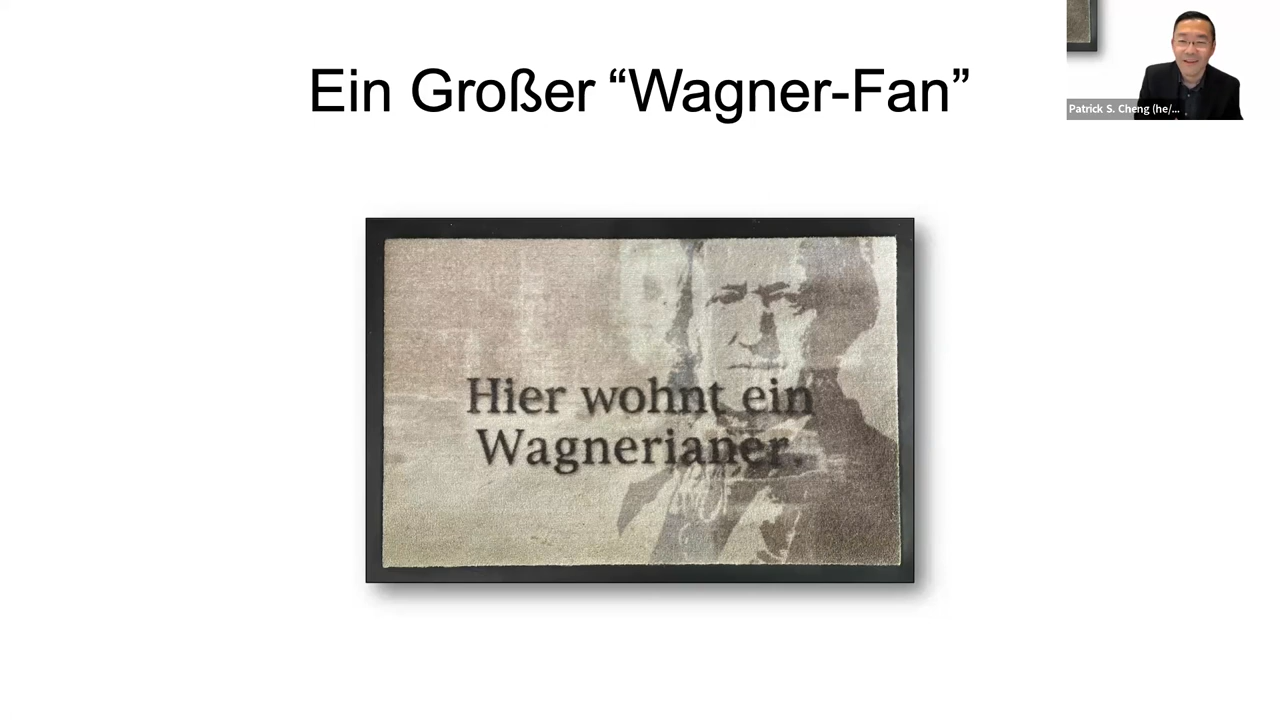 Ein Großer “Wagner-Fan”
Patrick S. Cheng (he/...
Hier wohnt ein
Wagnerianer.